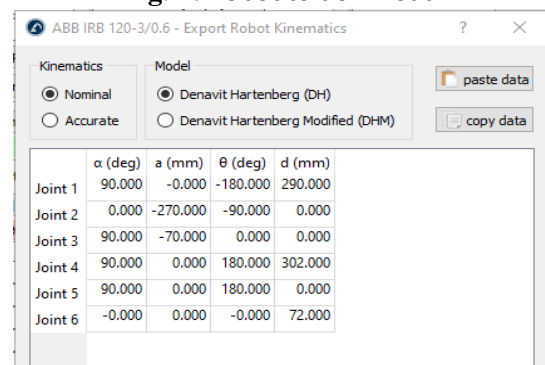 ABB IRB 120-3/0.6 - Export Robot Kinematics ? ×
Kinematics Model
Nominal Denavit Hartenberg (DH) paste data
Accurate Denavit Hartenberg Modified (DHM) copy data
α (deg) a (mm) θ (deg) d (mm)
Joint 1 90.000 -0.000 -180.000 290.000
Joint 2 0.000 -270.000 -90.000 0.000
Joint 3 90.000 -70.000 0.000 0.000
Joint 4 90.000 0.000 180.000 302.000
Joint 5 90.000 0.000 180.000 0.000
Joint 6 -0.000 0.000 -0.000 72.000